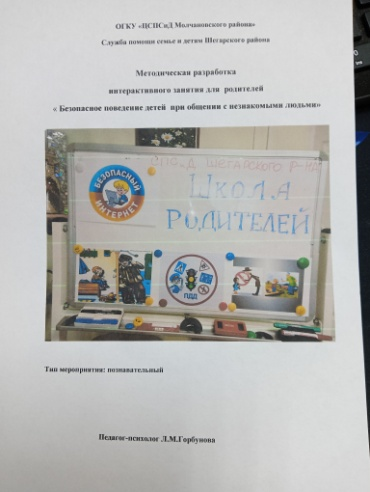 ОГКУ «ЦСПСиД Молчановского района»
Служба помощи семье и детям Шегарского района
Методическая разработка
интерактивного занятия для родителей
« Безопасное поведение детей при общении с незнакомыми людьми»
ШЕГАРСКОГО Р-НА
БЕЗОПАСНЫЙ
ИНТЕРНЕТ
ШКОЛА
РОДИТЕЛЕЙ
ПДД
Тип мероприятия: познавательный
Педагог-психолог Л.М.Горбунова